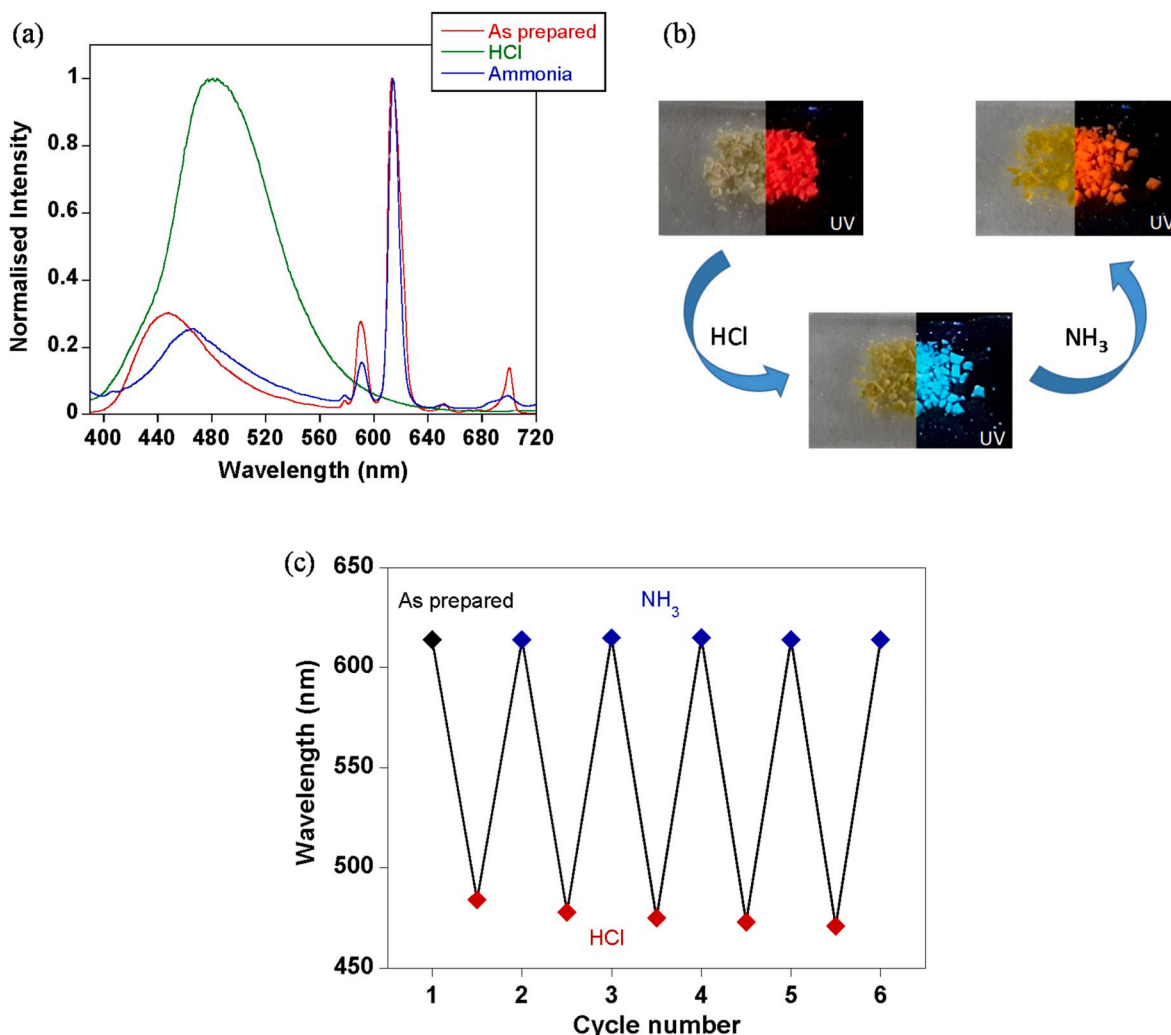 (a)
As prepared
HCl
Ammonia
Normalised Intensity
1
0.8
0.6
0.4
0.2
0
400 440 480 520 560 600 640 680 720
Wavelength (nm)
(b)
UV
UV
HCl
NH₃
UV
(c)
650
600
550
500
450
Wavelength (nm)
As prepared
NH₃
HCl
1 2 3 4 5 6
Cycle number